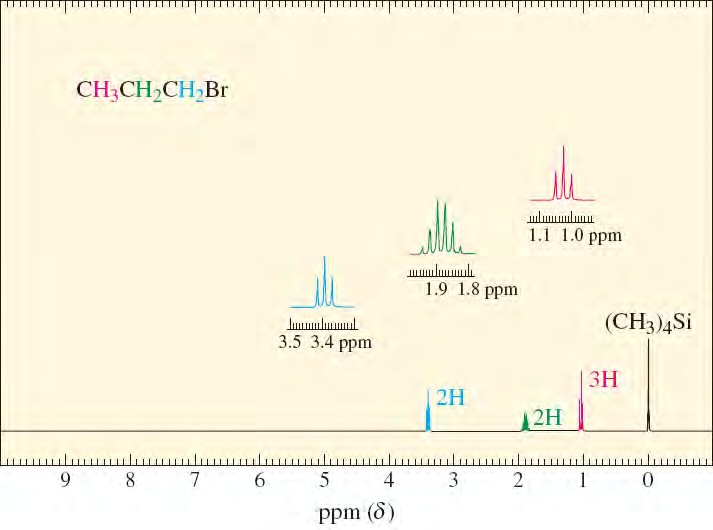 CH₃CH₂CH₂Br
1.1 1.0 ppm
1.9 1.8 ppm
3.5 3.4 ppm
(CH₃)₄Si
2H
2H
3H
9 8 7 6 5 4 3 2 1 0
ppm (δ)